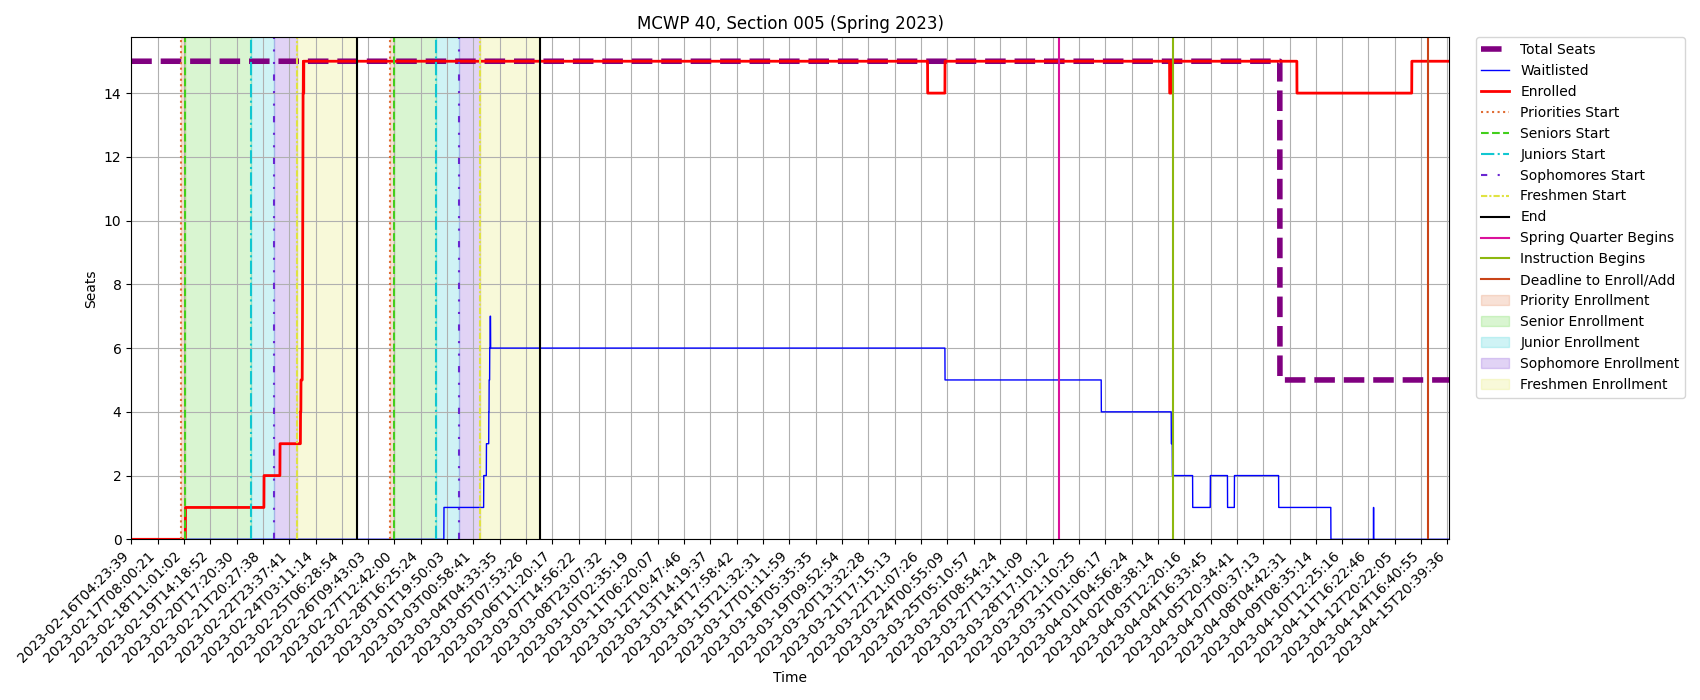 MCWP 40, Section 005 (Spring 2023)
Total Seats
Waitlisted
Enrolled
Priorities Start
Seniors Start
Juniors Start
Sophomores Start
Freshmen Start
End
Spring Quarter Begins
Instruction Begins
Deadline to Enroll/Add
Priority Enrollment
Senior Enrollment
Junior Enrollment
Sophomore Enrollment
Freshmen Enrollment
Seats
14
12
10
8
6
4
2
0
2023-02-16T04:23:39
2023-02-17T08:00:21
2023-02-18T11:01:02
2023-02-19T14:18:52
2023-02-20T17:20:30
2023-02-21T20:27:38
2023-02-22T23:37:41
2023-02-24T03:11:14
2023-02-25T06:28:54
2023-02-26T09:43:03
2023-02-27T12:42:00
2023-02-28T16:25:24
2023-03-01T19:50:03
2023-03-03T00:58:41
2023-03-04T04:33:35
2023-03-05T07:53:26
2023-03-06T11:20:17
2023-03-07T14:56:22
2023-03-08T23:07:32
2023-03-10T02:35:19
2023-03-11T06:20:07
2023-03-12T10:47:46
2023-03-13T14:19:37
2023-03-14T17:58:42
2023-03-15T21:32:31
2023-03-17T01:11:59
2023-03-18T05:35:35
2023-03-19T09:52:54
2023-03-20T13:32:28
2023-03-21T17:15:13
2023-03-22T21:07:26
2023-03-24T00:55:09
2023-03-25T05:10:57
2023-03-26T08:54:24
2023-03-27T13:11:09
2023-03-28T17:10:12
2023-03-29T21:10:25
2023-03-31T01:06:17
2023-04-01T04:56:24
2023-04-02T08:38:14
2023-04-03T12:20:16
2023-04-04T16:33:45
2023-04-05T20:34:41
2023-04-07T00:37:13
2023-04-08T04:42:31
2023-04-09T08:35:14
2023-04-10T12:25:16
2023-04-11T16:22:46
2023-04-12T20:22:05
2023-04-14T16:40:55
2023-04-15T20:39:36
Time